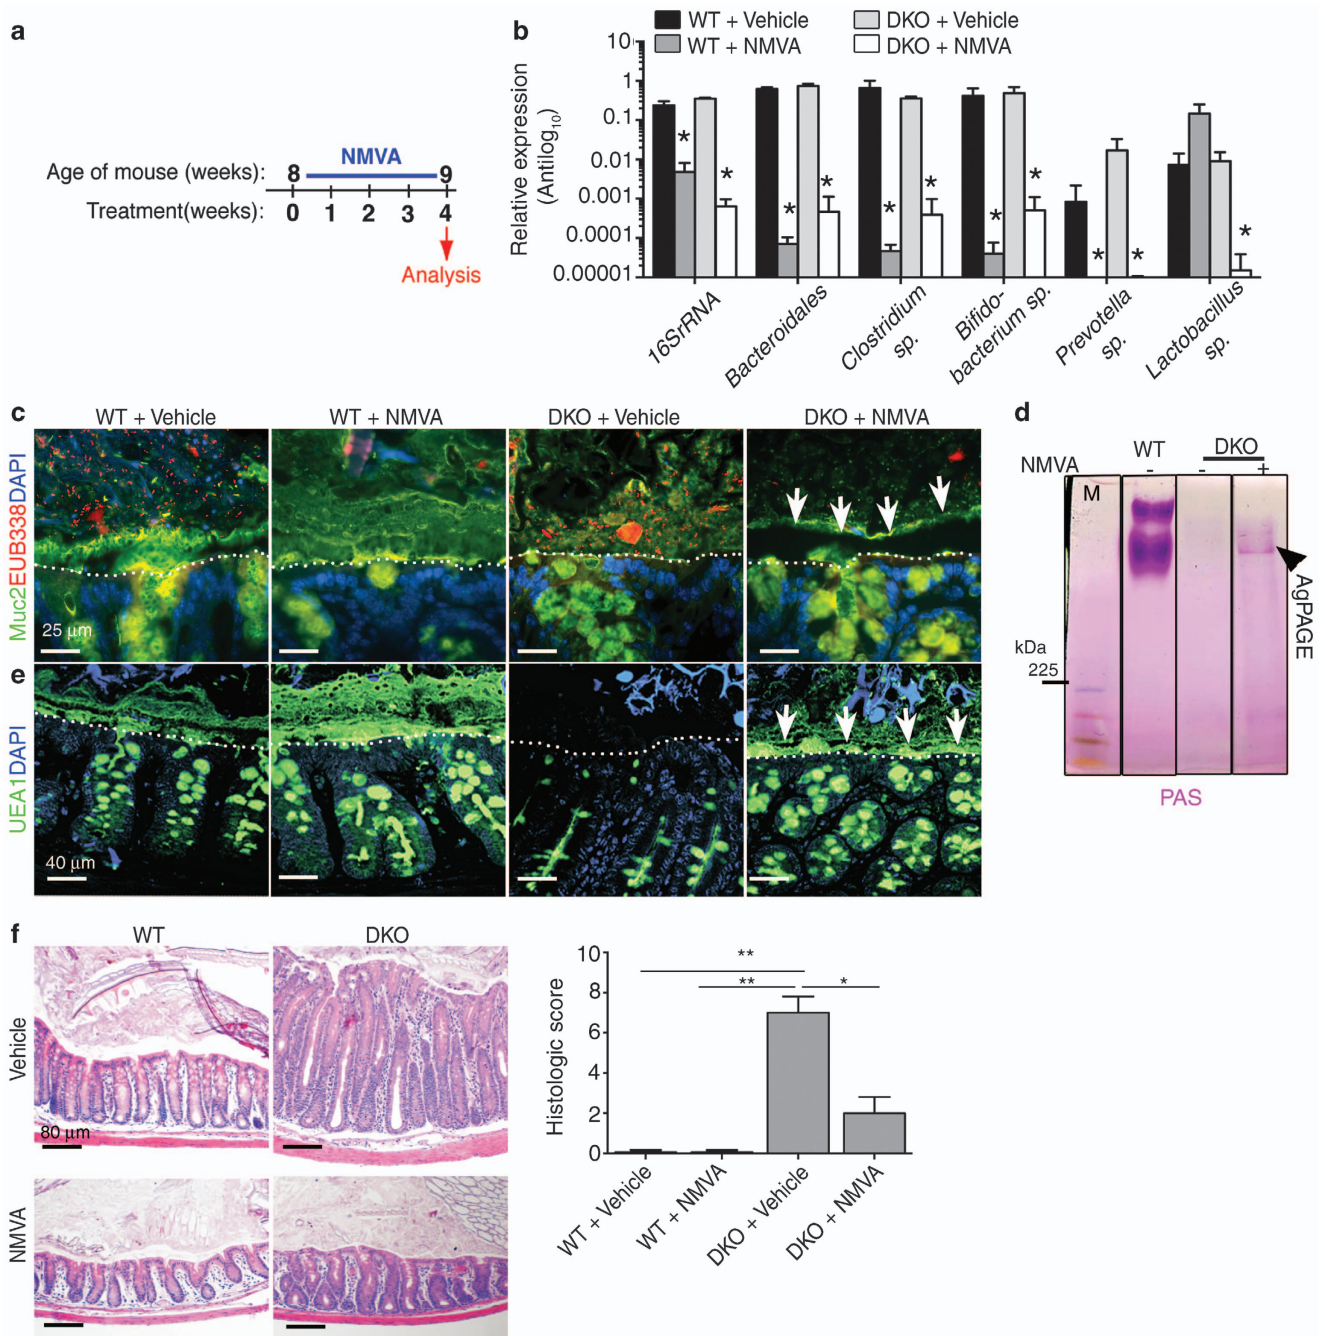 a
Age of mouse (weeks):
8
NMVA
9
Treatment(weeks):
0 1 2 3 4
Analysis
b
WT + Vehicle
DKO + Vehicle
WT + NMVA
DKO + NMVA
Relative expression
(Antilog10)
10
1
0.1
0.01
0.001
0.0001
0.00001
* * * * * * * * * * *
16SrRNA
Bacteroidales
Clostridium
sp.
Bifido-
bacterium sp.
Prevotella
sp.
Lactobacillus
sp.
c
WT + Vehicle
WT + NMVA
DKO + Vehicle
DKO + NMVA
Muc2EUB338DAPI
25 μm
d
WT
DKO
NMVA - - +
M
kDa
225
AgPAGE
PAS
e
UEA1DAPI
40 μm
f
WT
DKO
Vehicle
80 μm
NMVA
Histologic score
10
8
6
4
2
0
**
**
*
WT + Vehicle
WT + NMVA
DKO + Vehicle
DKO + NMVA